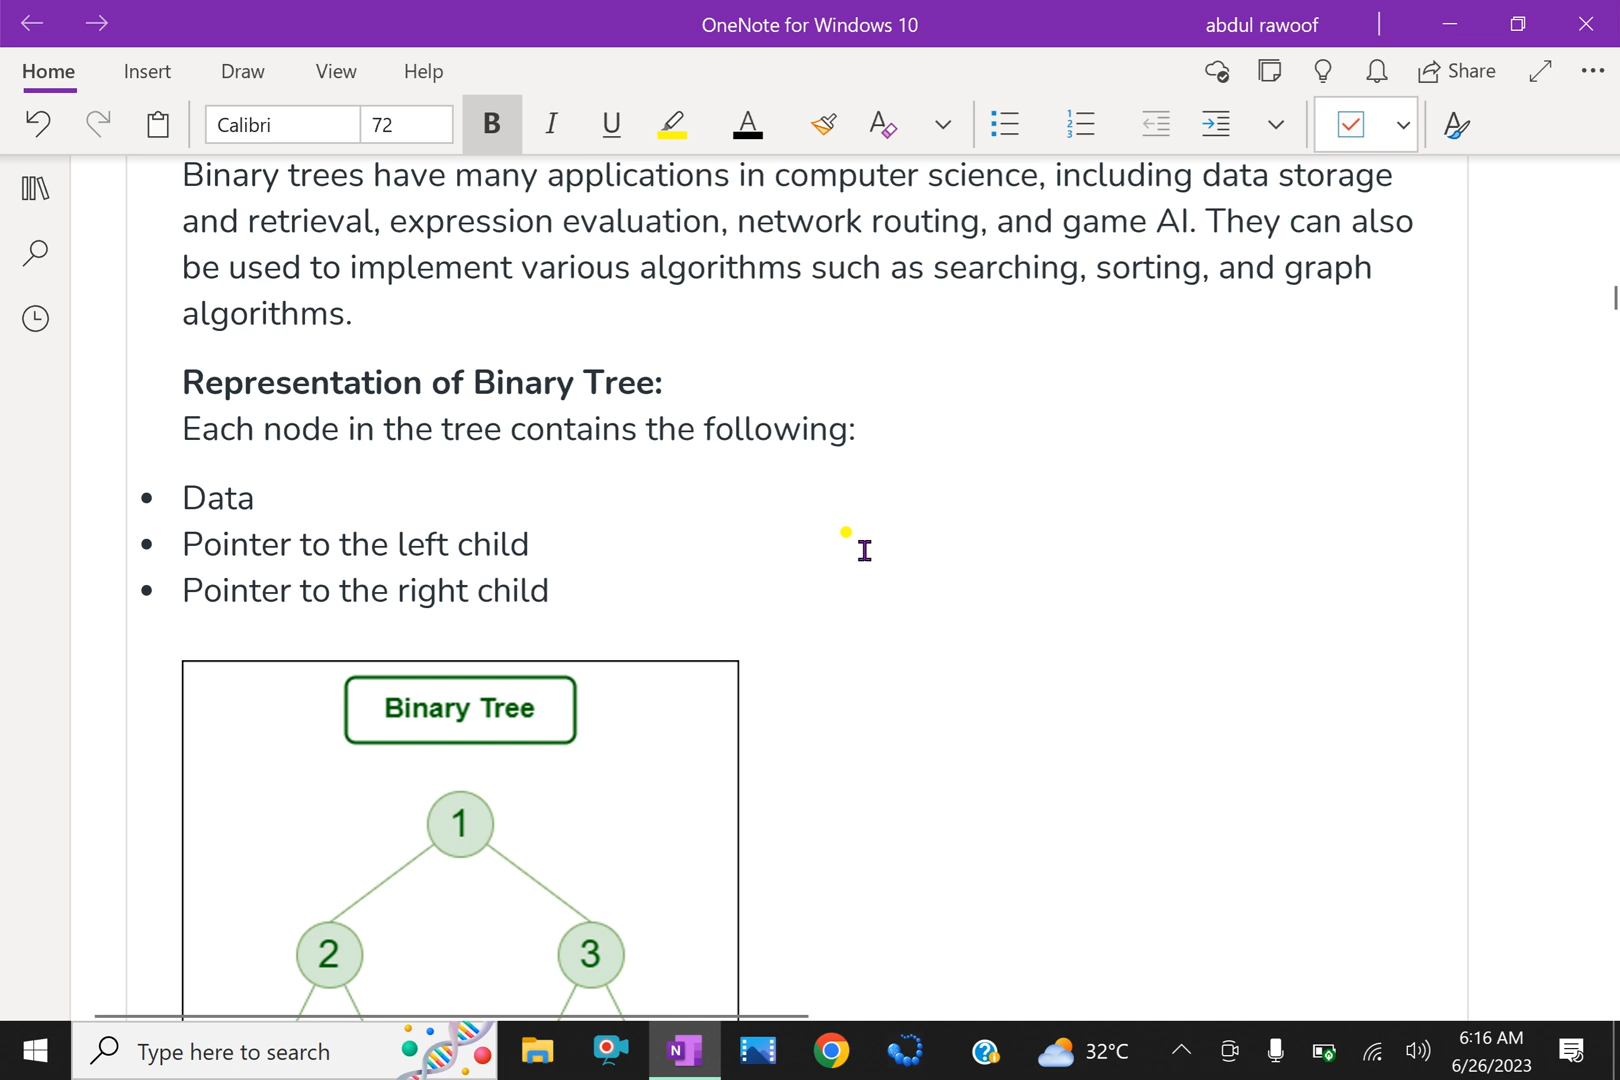 OneNote for Windows 10
abdul rawoof
Home
Insert
Draw
View
Help
Share
Calibri
72
B
I
U
A
A
1
2
3
Binary trees have many applications in computer science, including data storage
and retrieval, expression evaluation, network routing, and game AI. They can also
be used to implement various algorithms such as searching, sorting, and graph
algorithms.
Representation of Binary Tree:
Each node in the tree contains the following:
• Data
• Pointer to the left child
• Pointer to the right child
Binary Tree
1
2
3
Type here to search
N
32°C
6:16 AM
6/26/2023